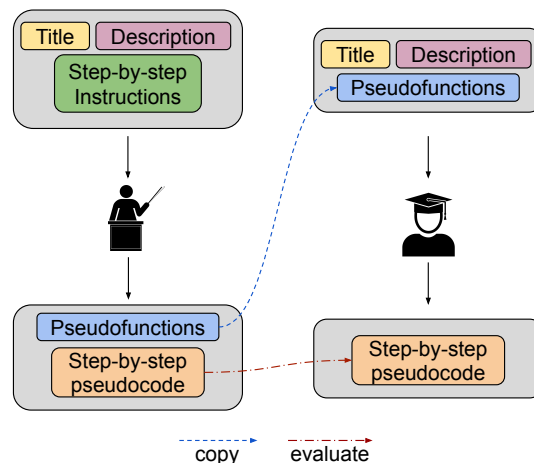 Title
Description
Step-by-step
Instructions
Pseudofunctions
Step-by-step
pseudocode
Title
Description
Pseudofunctions
Step-by-step
pseudocode
copy
evaluate